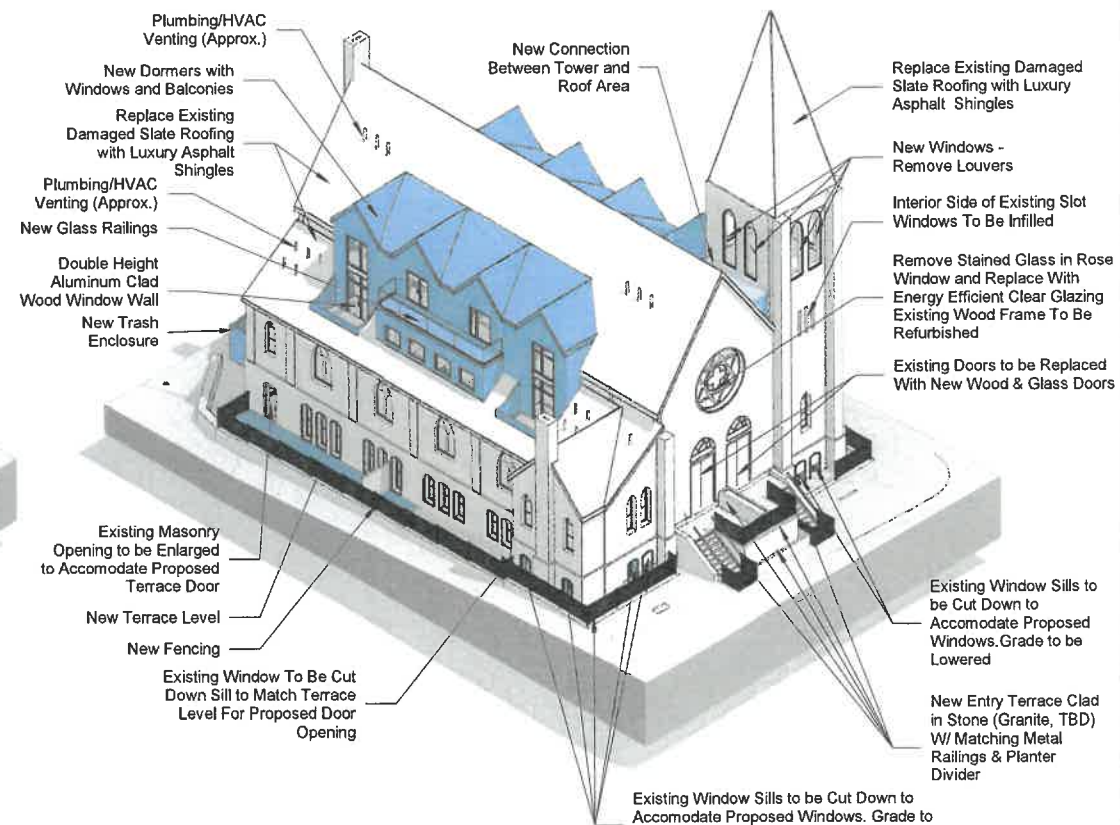 Plumbing/HVAC
Venting (Approx.)
New Dormers with
Windows and Balconies
Replace Existing
Damaged Slate Roofing
with Luxury Asphalt
Shingles
Plumbing/HVAC
Venting (Approx.)
New Glass Railings
Double Height
Aluminum Clad
Wood Window Wall
New Trash
Enclosure
Existing Masonry
Opening to be Enlarged
to Accomodate Proposed
Terrace Door
New Terrace Level
New Fencing
Existing Window To Be Cut
Down Sill to Match Terrace
Level For Proposed Door
Opening
New Connection
Between Tower and
Roof Area
Replace Existing Damaged
Slate Roofing with Luxury
Asphalt Shingles
New Windows -
Remove Louvers
Interior Side of Existing Slot
Windows To Be Infilled
Remove Stained Glass in Rose
Window and Replace With
Energy Efficient Clear Glazing
Existing Wood Frame To Be
Refurbished
Existing Doors to be Replaced
With New Wood & Glass Doors
Existing Window Sills to
be Cut Down to
Accomodate Proposed
Windows.Grade to be
Lowered
New Entry Terrace Clad
in Stone (Granite, TBD)
W/ Matching Metal
Railings & Planter
Divider
Existing Window Sills to be Cut Down to
Accomodate Proposed Windows. Grade to